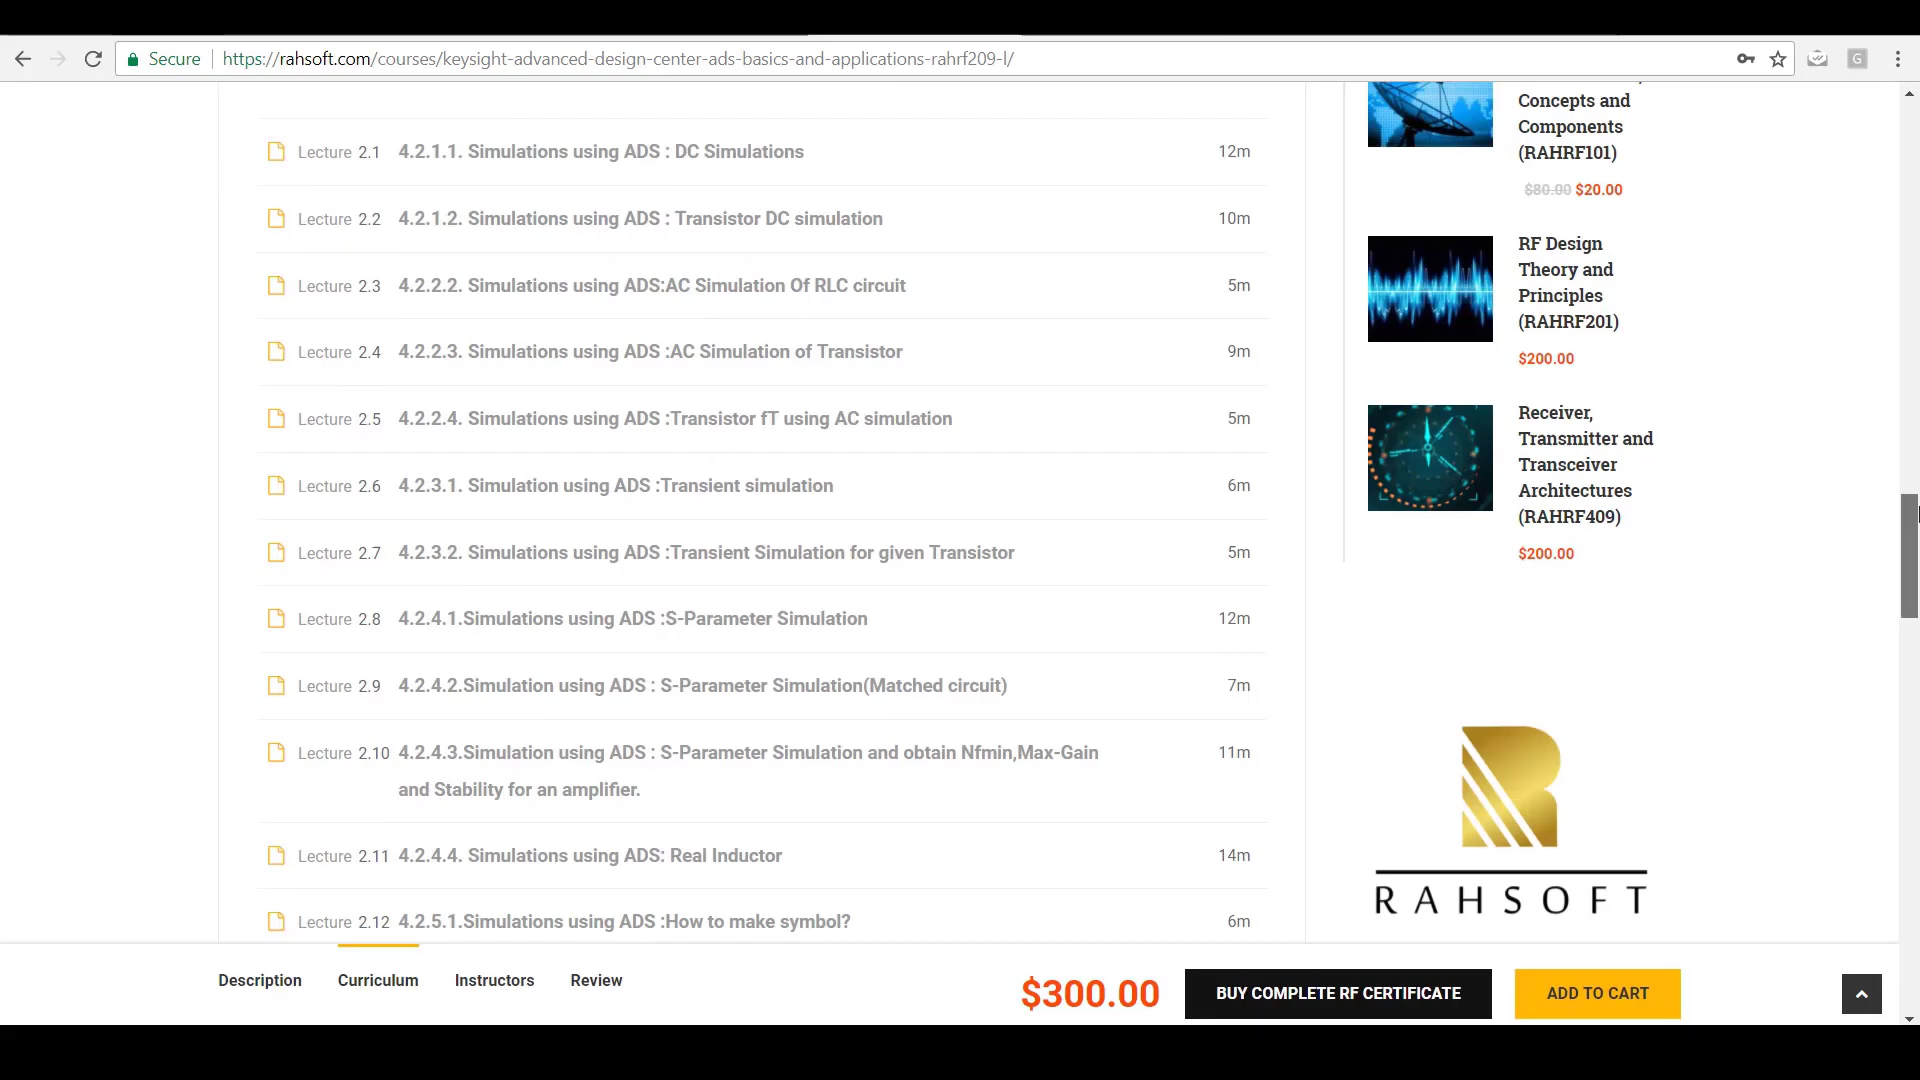 Secure https://rahsoft.com/courses/keysight-advanced-design-center-ads-basics-and-applications-rahrf209-l/
G
Lecture 2.1 4.2.1.1. Simulations using ADS : DC Simulations 12m
Lecture 2.2 4.2.1.2. Simulations using ADS : Transistor DC simulation 10m
Lecture 2.3 4.2.2.2. Simulations using ADS:AC Simulation Of RLC circuit 5m
Lecture 2.4 4.2.2.3. Simulations using ADS :AC Simulation of Transistor 9m
Lecture 2.5 4.2.2.4. Simulations using ADS :Transistor fT using AC simulation 5m
Lecture 2.6 4.2.3.1. Simulation using ADS :Transient simulation 6m
Lecture 2.7 4.2.3.2. Simulations using ADS :Transient Simulation for given Transistor 5m
Lecture 2.8 4.2.4.1.Simulations using ADS :S-Parameter Simulation 12m
Lecture 2.9 4.2.4.2.Simulation using ADS : S-Parameter Simulation(Matched circuit) 7m
Lecture 2.10 4.2.4.3.Simulation using ADS : S-Parameter Simulation and obtain Nfmin,Max-Gain 11m
and Stability for an amplifier.
Lecture 2.11 4.2.4.4. Simulations using ADS: Real Inductor 14m
Lecture 2.12 4.2.5.1.Simulations using ADS :How to make symbol? 6m
Concepts and
Components
(RAHRF101)
$80.00 $20.00
RF Design
Theory and
Principles
(RAHRF201)
$200.00
Receiver,
Transmitter and
Transceiver
Architectures
(RAHRF409)
$200.00
RAHSOFT
Description Curriculum Instructors Review
$300.00 BUY COMPLETE RF CERTIFICATE ADD TO CART